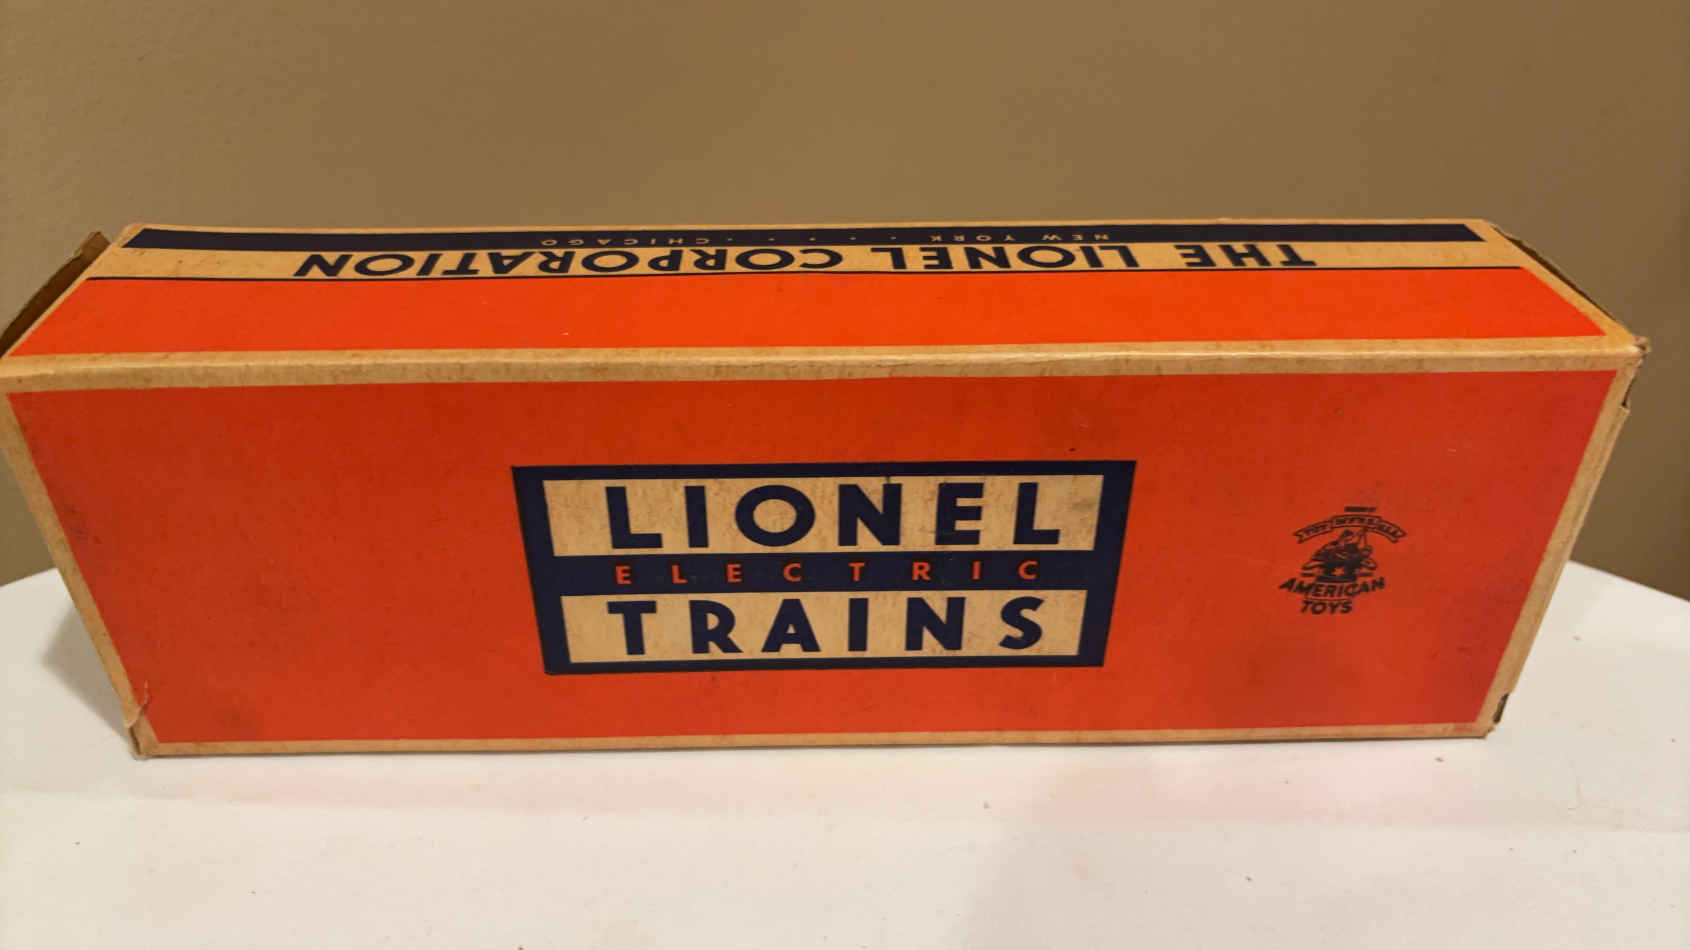 THE LIONEL CORPORATION
NEW YORK · · · · CHICAGO
LIONEL
ELECTRIC
TRAINS
AMERICAN
TOYS